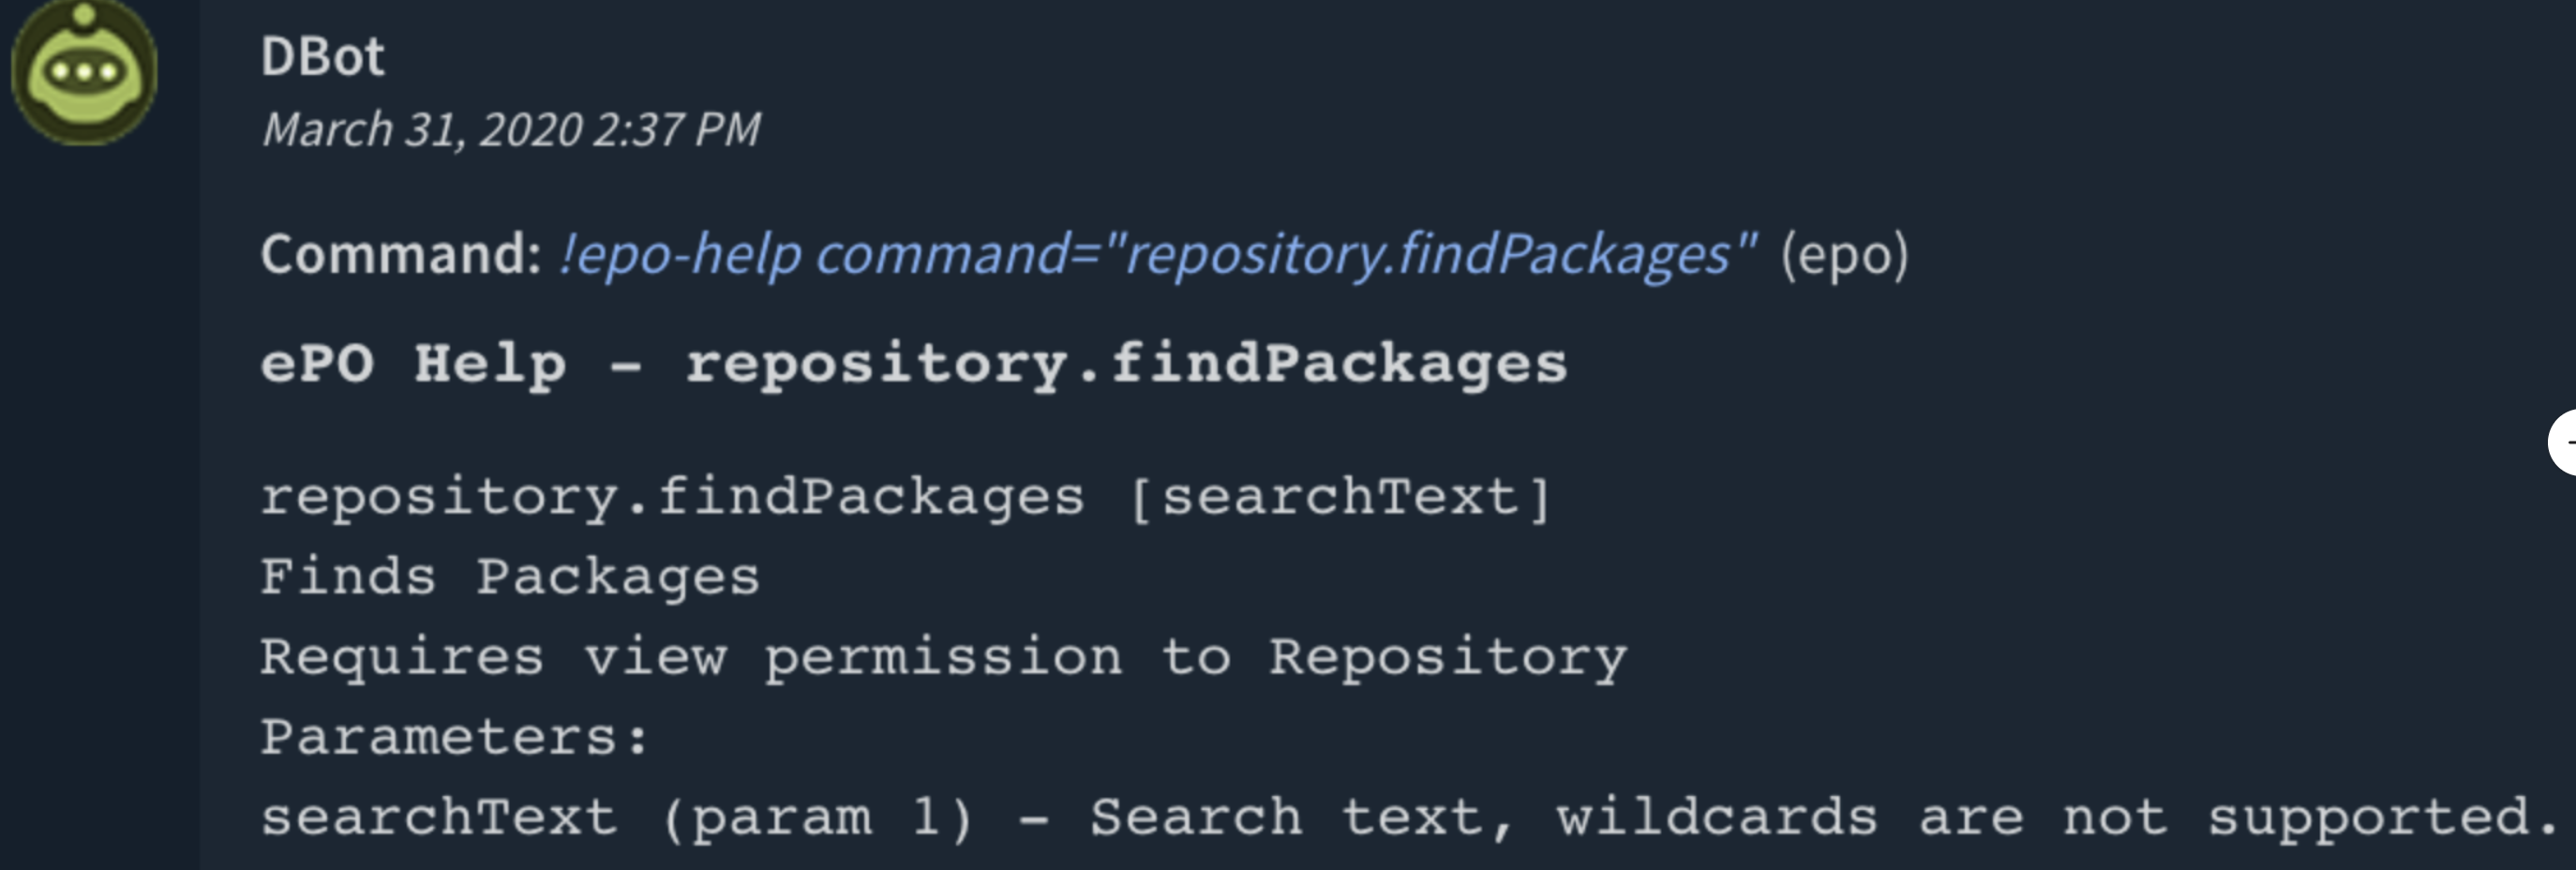 DBot
March 31, 2020 2:37 PM
Command: !epo-help command="repository.findPackages" (epo)
ePO Help - repository.findPackages
repository.findPackages [searchText]
Finds Packages
Requires view permission to Repository
Parameters:
searchText (param 1) - Search text, wildcards are not supported.